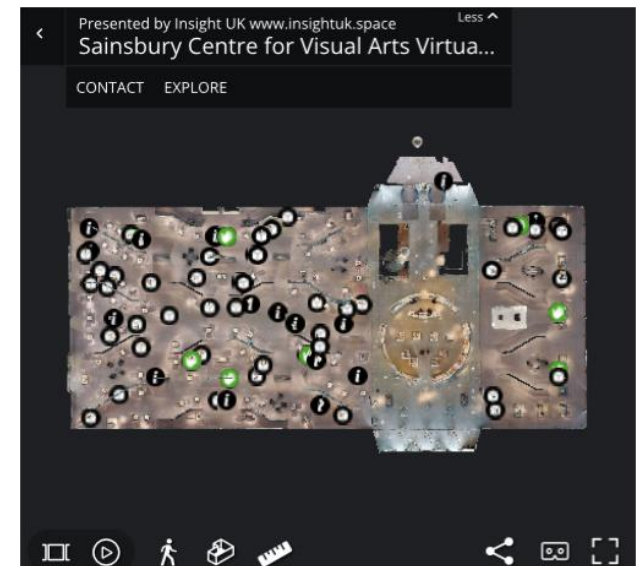 Presented by Insight UK www.insightuk.space
Less
Sainsbury Centre for Visual Arts Virtua...
CONTACT EXPLORE